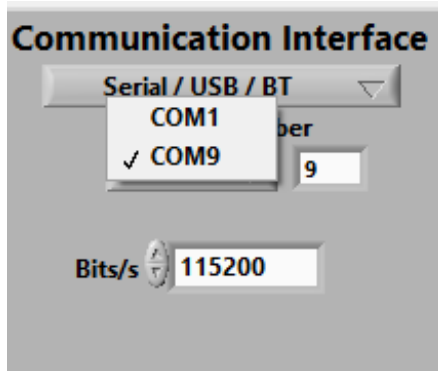 Communication Interface
Serial / USB / BT
COM1
✓ COM9
9
Bits/s 115200